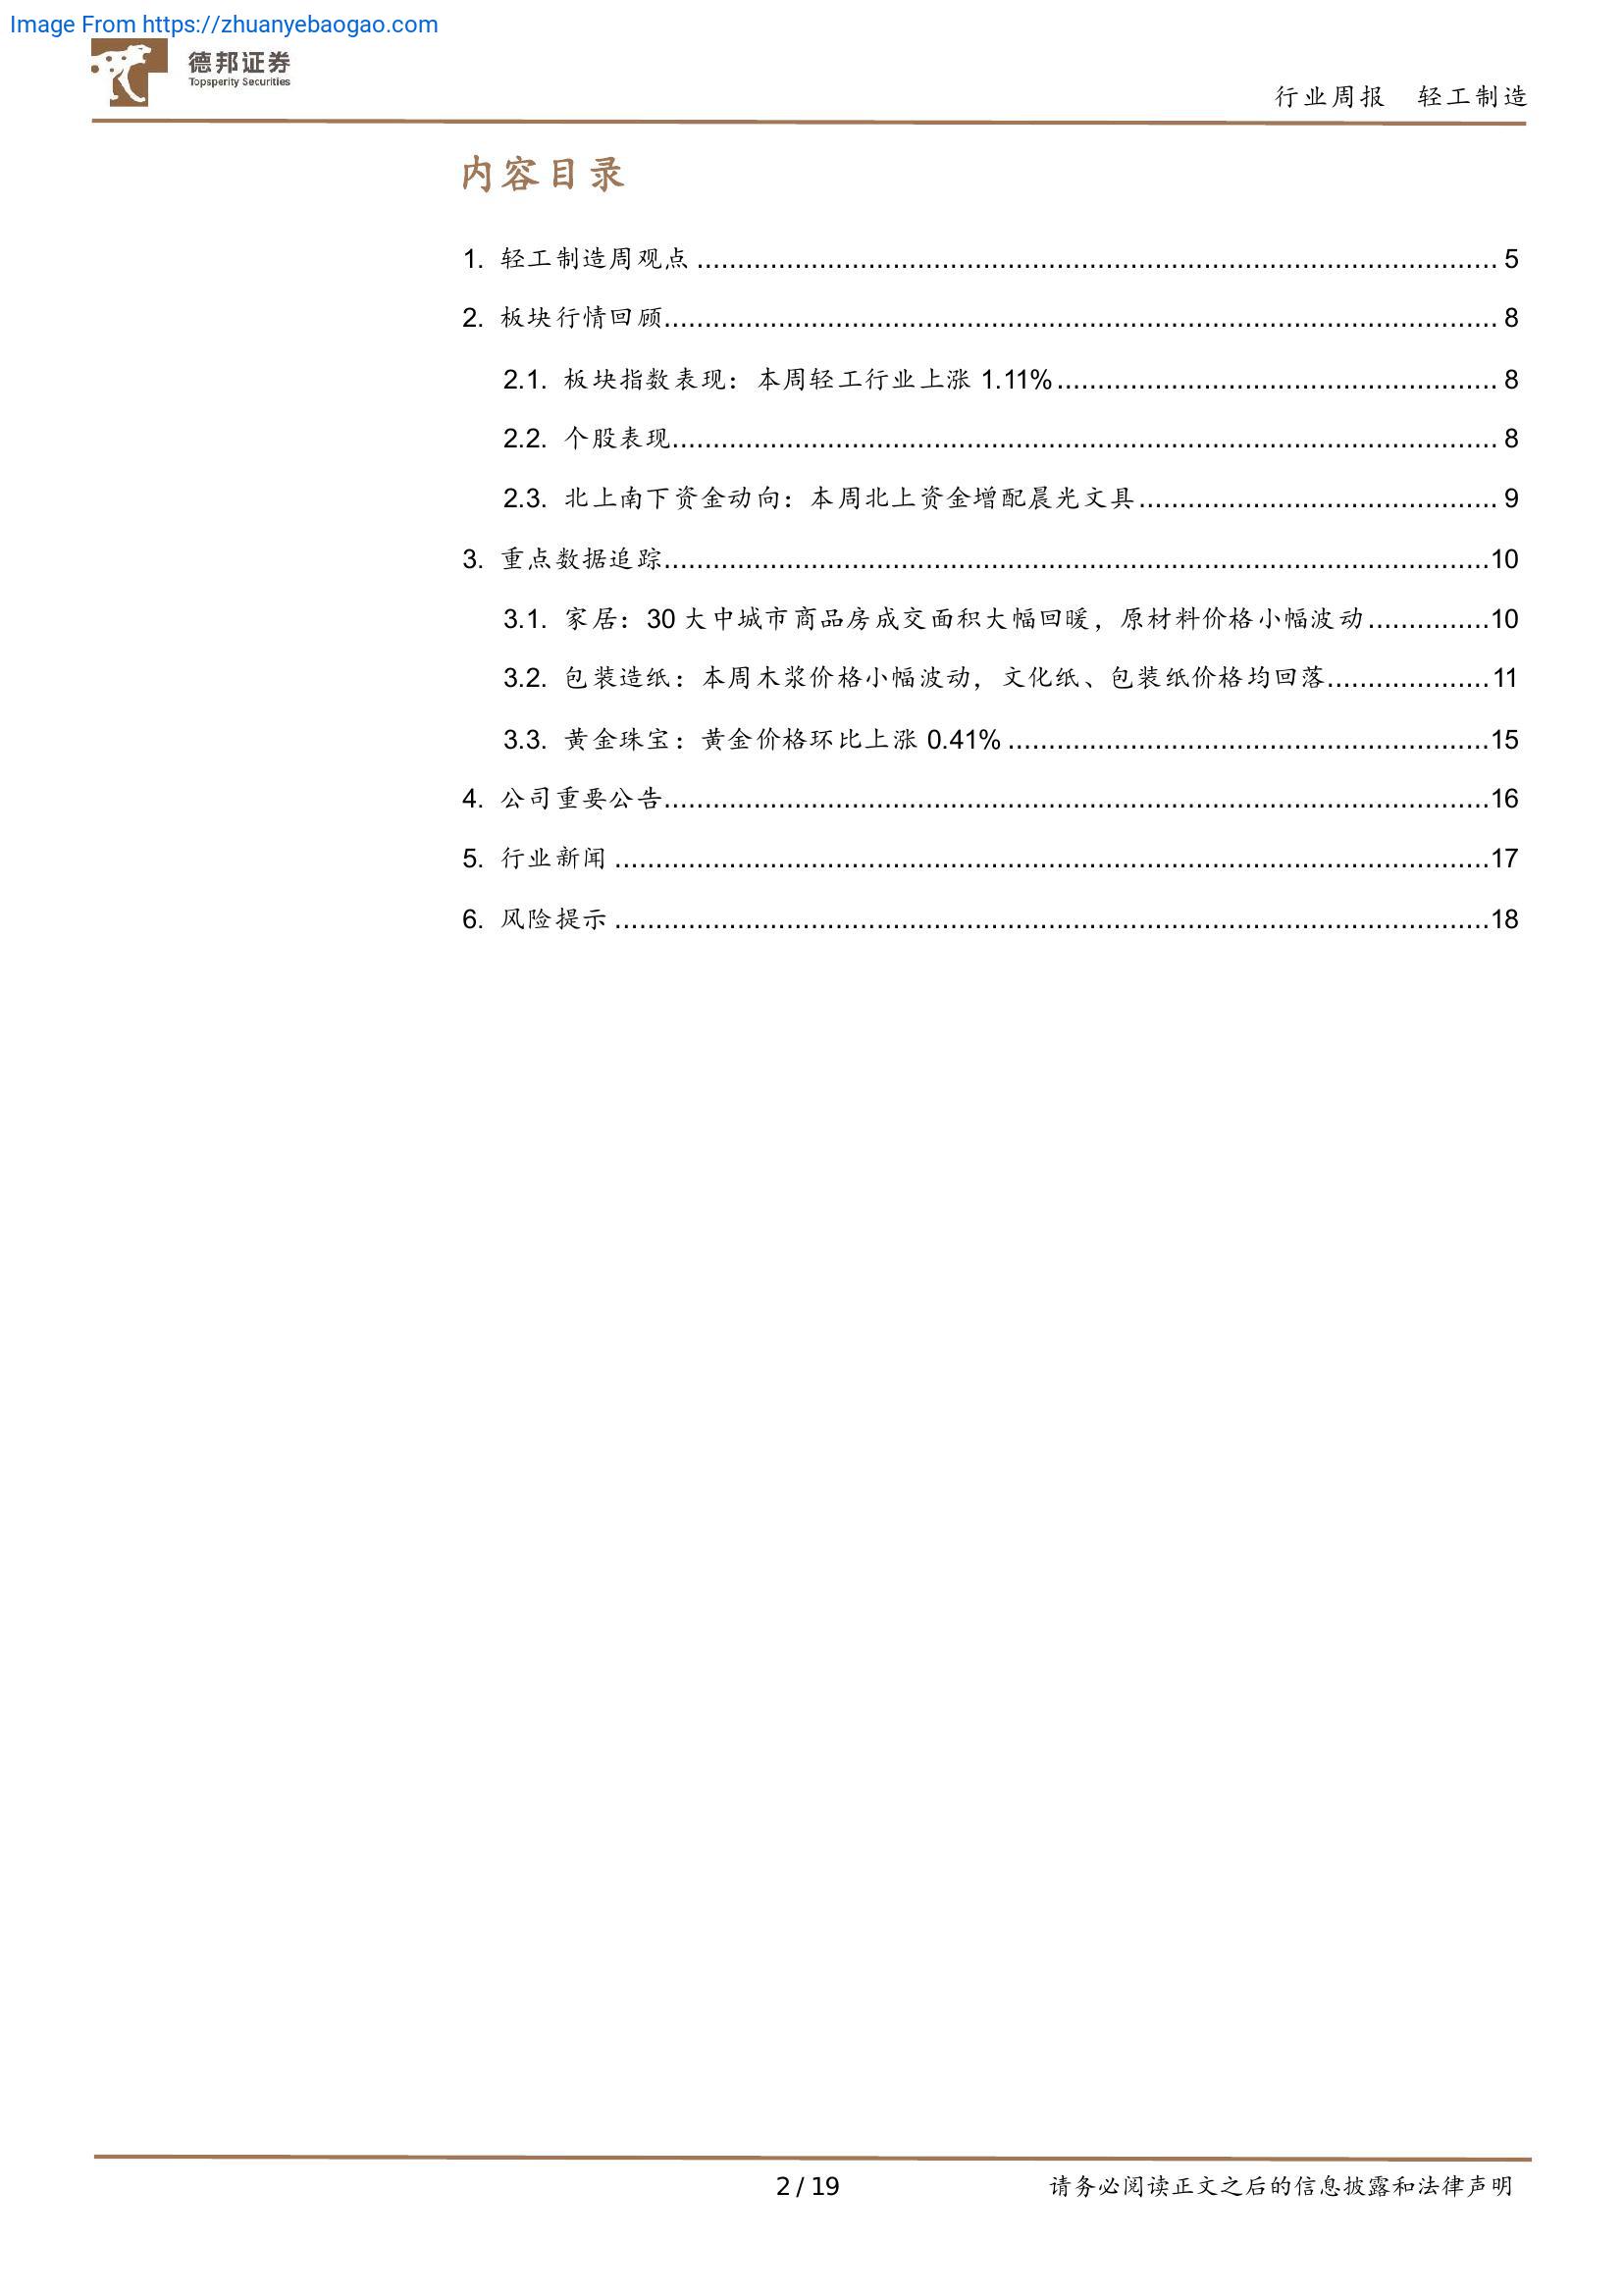 Image From https://zhuanyebaogao.com
德邦证券
Topsperity Securities
行业周报 轻工制造
内容目录
1. 轻工制造周观点 ........................................ 5
2. 板块行情回顾 ........................................ 8
2.1. 板块指数表现：本周轻工行业上涨 1.11% ........................................ 8
2.2. 个股表现 ........................................ 8
2.3. 北上南下资金动向：本周北上资金增配晨光文具 ........................................ 9
3. 重点数据追踪 ........................................ 10
3.1. 家居：30 大中城市商品房成交面积大幅回暖，原材料价格小幅波动 ............... 10
3.2. 包装造纸：本周木浆价格小幅波动，文化纸、包装纸价格均回落 .................... 11
3.3. 黄金珠宝：黄金价格环比上涨 0.41% ........................................ 15
4. 公司重要公告 ........................................ 16
5. 行业新闻 ........................................ 17
6. 风险提示 ........................................ 18
2 / 19
请务必阅读正文之后的信息披露和法律声明